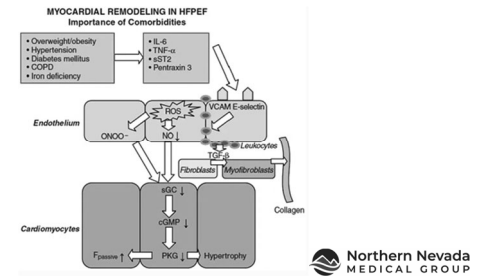 MYOCARDIAL REMODELING IN HFPEF
Importance of Comorbidities
• Overweight/obesity
• Hypertension
• Diabetes mellitus
• COPD
• Iron deficiency
• IL-6
• TNF-α
• sST2
• Pentraxin 3
VCAM E-selectin
ROS
Endothelium
ONOO⁻
NO ↓
Leukocytes
TGF-β
Fibroblasts
Myofibroblasts
Collagen
sGC ↓
cGMP ↓
Cardiomyocytes
Fpassive ↑
PKG ↓
Hypertrophy
Northern Nevada
MEDICAL GROUP